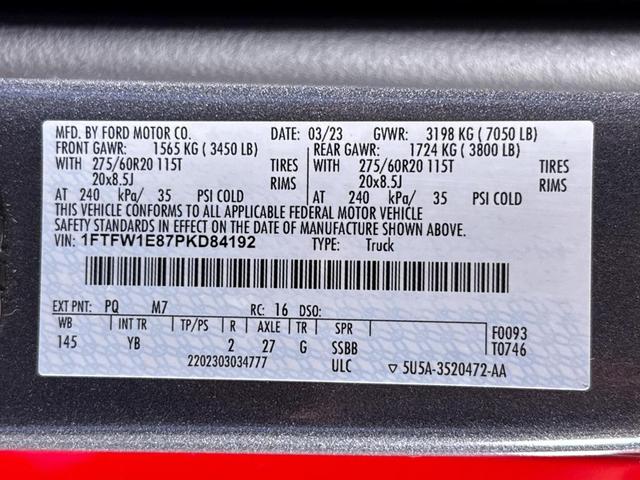 MFD. BY FORD MOTOR CO. DATE: 03/23 GVWR: 3198 KG ( 7050 LB)
FRONT GAWR: 1565 KG ( 3450 LB) REAR GAWR: 1724 KG ( 3800 LB)
WITH 275/60R20 115T TIRES WITH 275/60R20 115T TIRES
20x8.5J RIMS 20x8.5J RIMS
AT 240 kPa/ 35 PSI COLD AT 240 kPa/ 35 PSI COLD
THIS VEHICLE CONFORMS TO ALL APPLICABLE FEDERAL MOTOR VEHICLE
SAFETY STANDARDS IN EFFECT ON THE DATE OF MANUFACTURE SHOWN ABOVE.
VIN: 1FTFW1E87PKD84192 TYPE: Truck
EXT PNT: PQ M7 RC: 16 DSO:
WB INT TR TP/PS R AXLE TR SPR F0093
145 YB 2 27 G SSBB T0746
2202303034777 ULC 5U5A-3520472-AA